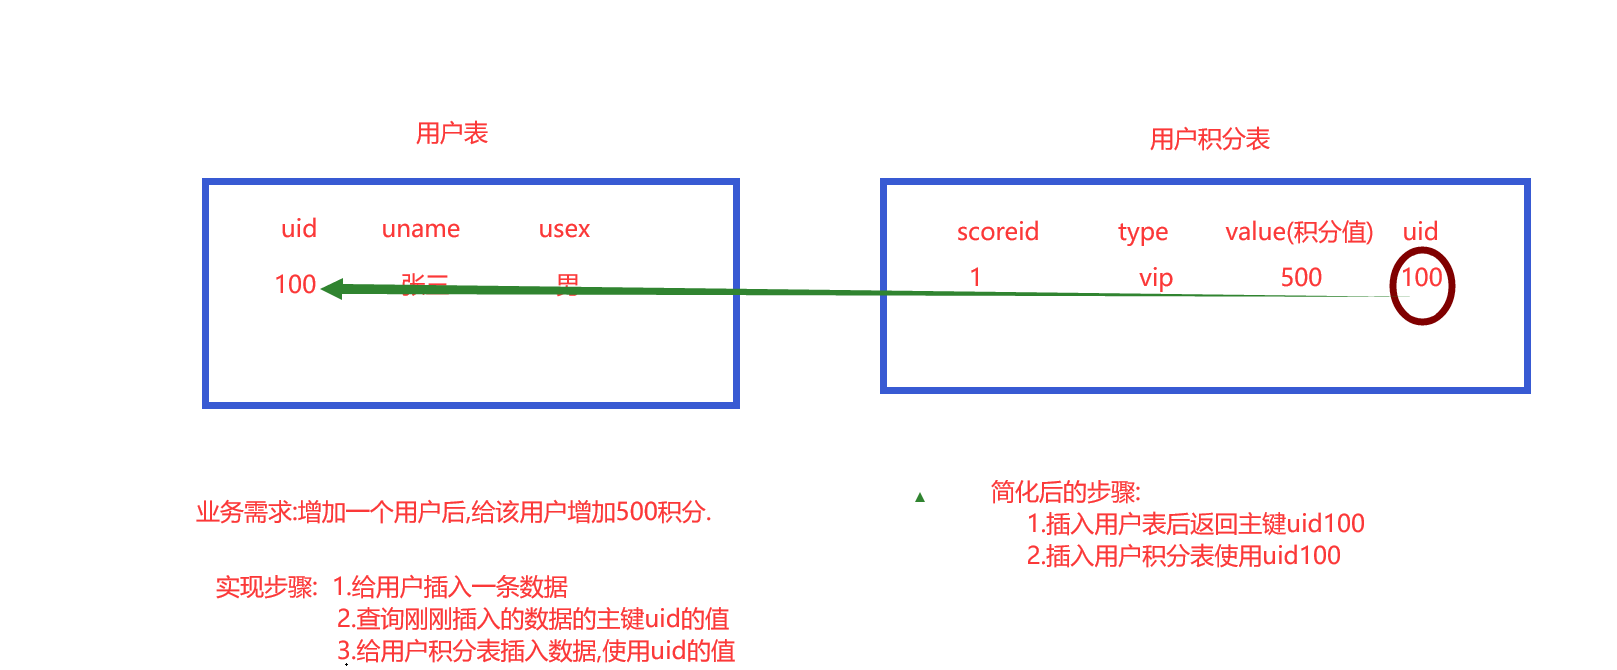 用户表
用户积分表
uid uname usex
100 张三 男
scoreid type value(积分值) uid
1 vip 500 100
业务需求:增加一个用户后,给该用户增加500积分.
实现步骤: 1.给用户插入一条数据
2.查询刚刚插入的数据的主键uid的值
3.给用户积分表插入数据,使用uid的值
简化后的步骤:
1.插入用户表后返回主键uid100
2.插入用户积分表使用uid100